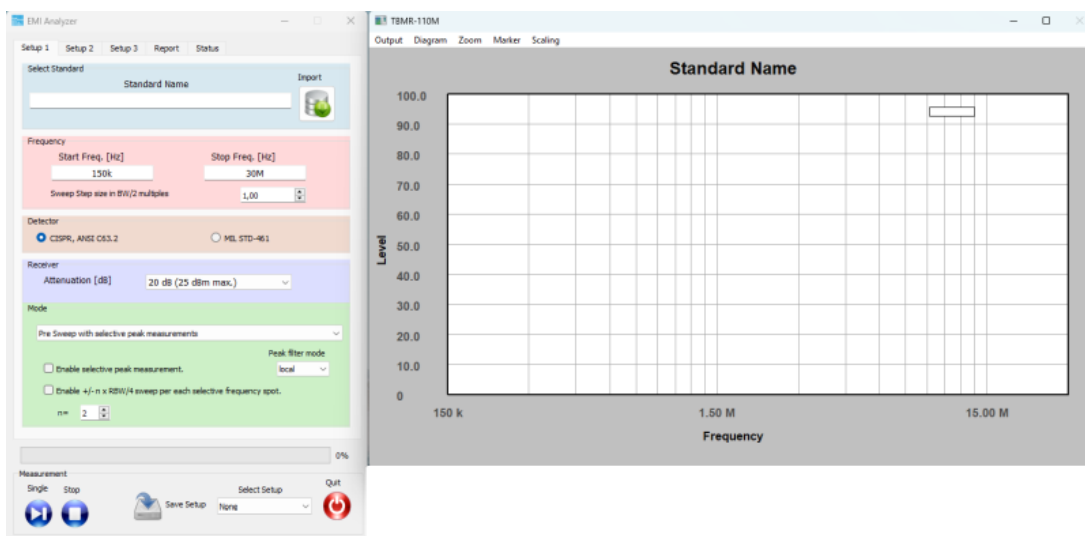 EMI Analyzer
Setup 1 Setup 2 Setup 3 Report Status
Select Standard
Standard Name
Import
Frequency
Start Freq. [Hz] Stop Freq. [Hz]
150k 30M
Sweep Step size in BW/2 multiples 1,00
Detector
CISPR, ANSI C63.2 MIL STD-461
Receiver
Attenuation [dB] 20 dB (25 dBm max.)
Mode
Pre Sweep with selective peak measurements
Peak filter mode
Enable selective peak measurement. local
Enable +/- n x RBW/4 sweep per each selective frequency spot.
n= 2
0%
Measurement
Single Stop Select Setup Quit
Save Setup None
TBMR-110M
Output Diagram Zoom Marker Scaling
Standard Name
100.0
90.0
80.0
70.0
60.0
50.0
40.0
30.0
20.0
10.0
0
Level
150 k 1.50 M 15.00 M
Frequency